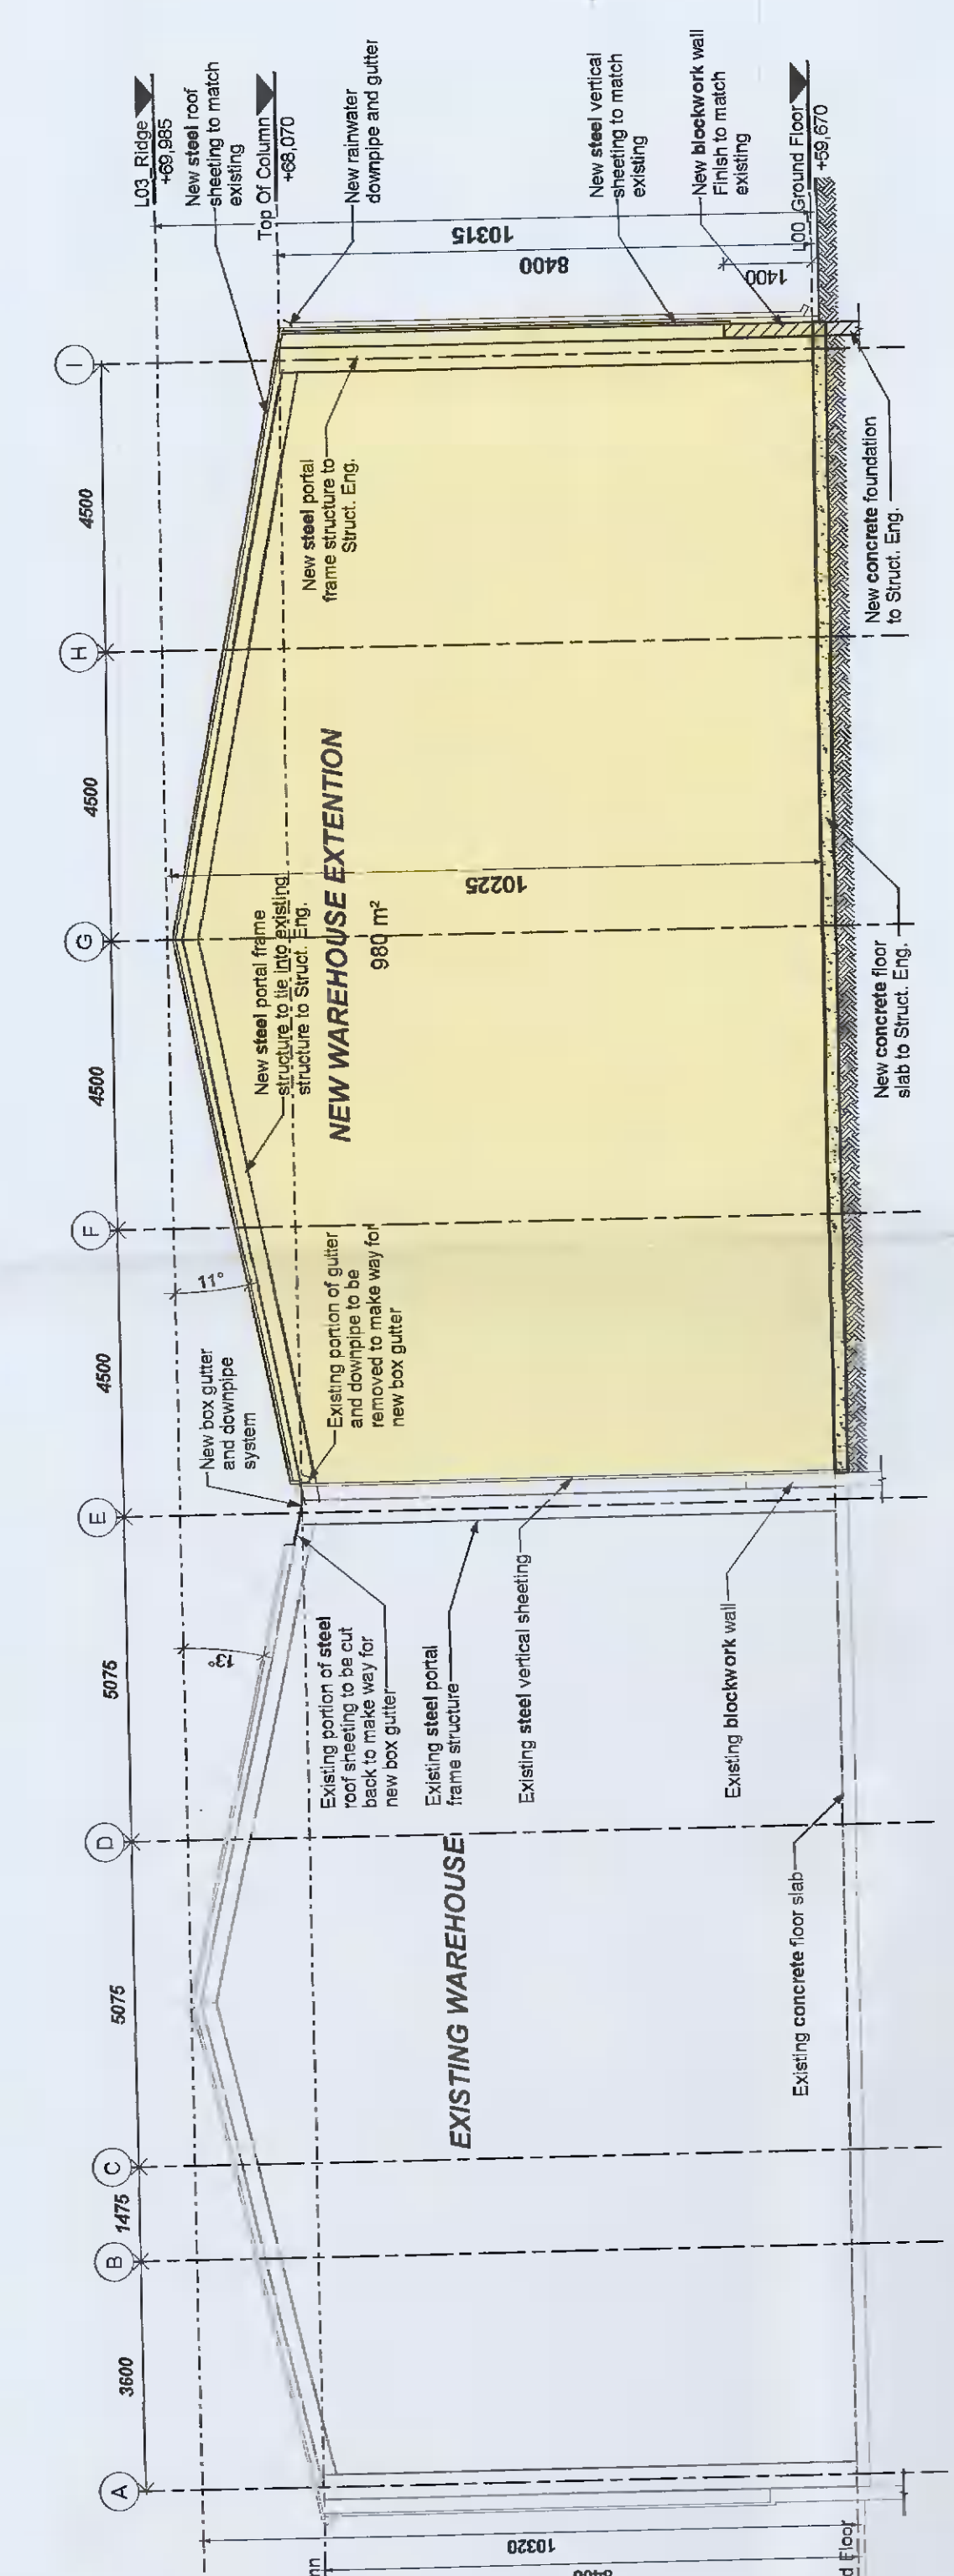 A
B
C
D
E
F
G
H
I
3600
1475
5075
5075
4500
4500
4500
4500
L03_Ridge
+69,985
New steel roof
sheeting to match
existing
Top Of Column
+68,070
New rainwater
downpipe and gutter
New steel vertical
sheeting to match
existing
New blockwork wall
Finish to match
existing
L00_Ground Floor
+59,670
10315
8400
1400
New steel portal
frame structure to
Struct. Eng.
New concrete foundation
to Struct. Eng.
New steel portal frame
structure to tie into existing
structure to Struct. Eng.
NEW WAREHOUSE EXTENTION
980 m²
10225
New concrete floor
slab to Struct. Eng.
11°
New box gutter
and downpipe
system
Existing portion of gutter
and downpipe to be
removed to make way for
new box gutter
Existing portion of steel
roof sheeting to be cut
back to make way for
new box gutter
Existing steel portal
frame structure
Existing steel vertical sheeting
Existing blockwork wall
EXISTING WAREHOUSE
Existing concrete floor slab
10320